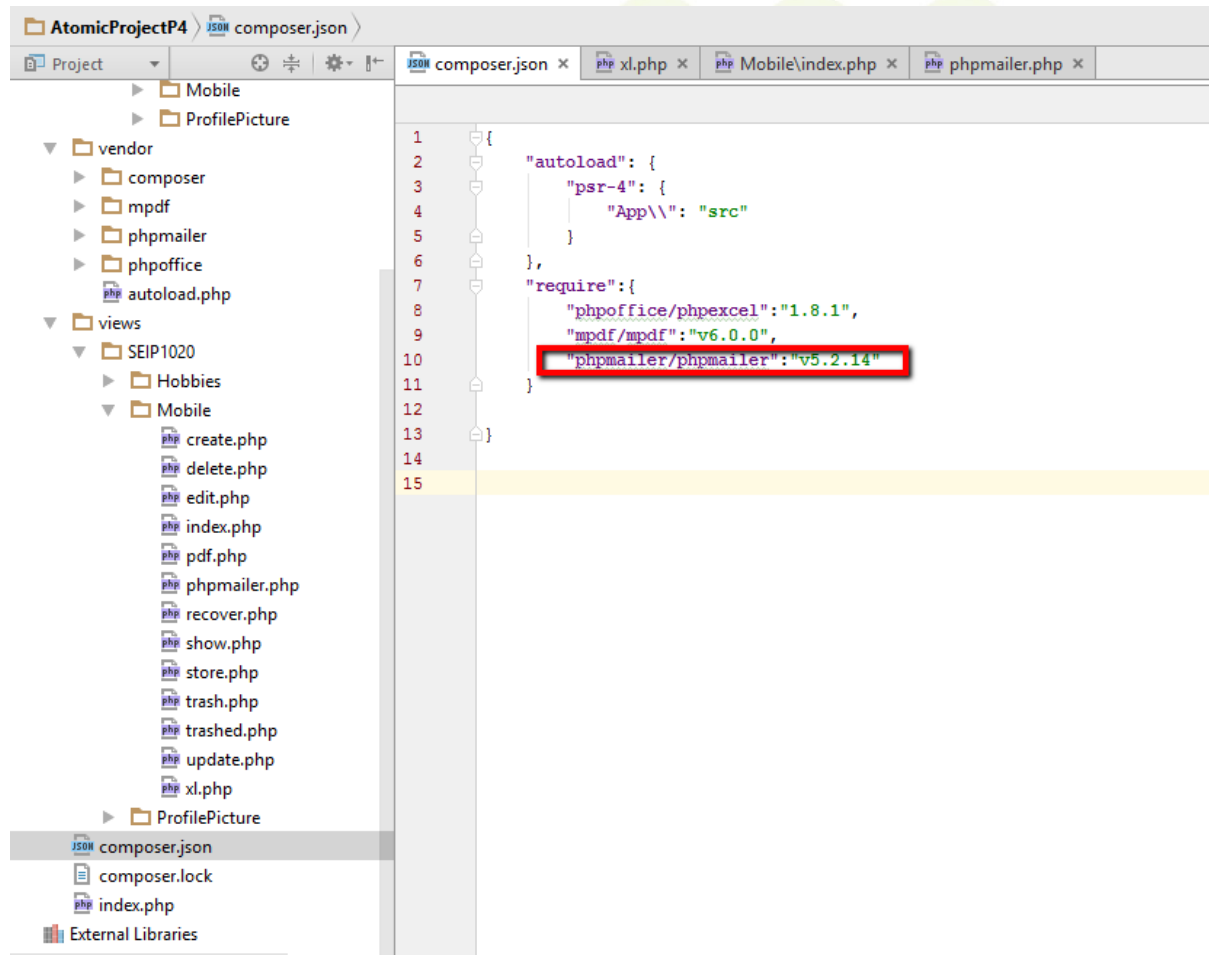 AtomicProjectP4 composer.json
Project
composer.json xl.php Mobile\index.php phpmailer.php
Mobile
ProfilePicture
vendor
composer
mpdf
phpmailer
phpoffice
autoload.php
views
SEIP1020
Hobbies
Mobile
create.php
delete.php
edit.php
index.php
pdf.php
phpmailer.php
recover.php
show.php
store.php
trash.php
trashed.php
update.php
xl.php
ProfilePicture
composer.json
composer.lock
index.php
External Libraries
1 {
2 "autoload": {
3 "psr-4": {
4 "App\\": "src"
5 }
6 },
7 "require":{
8 "phpoffice/phpexcel":"1.8.1",
9 "mpdf/mpdf":"v6.0.0",
10 "phpmailer/phpmailer":"v5.2.14"
11 }
12
13 }
14
15